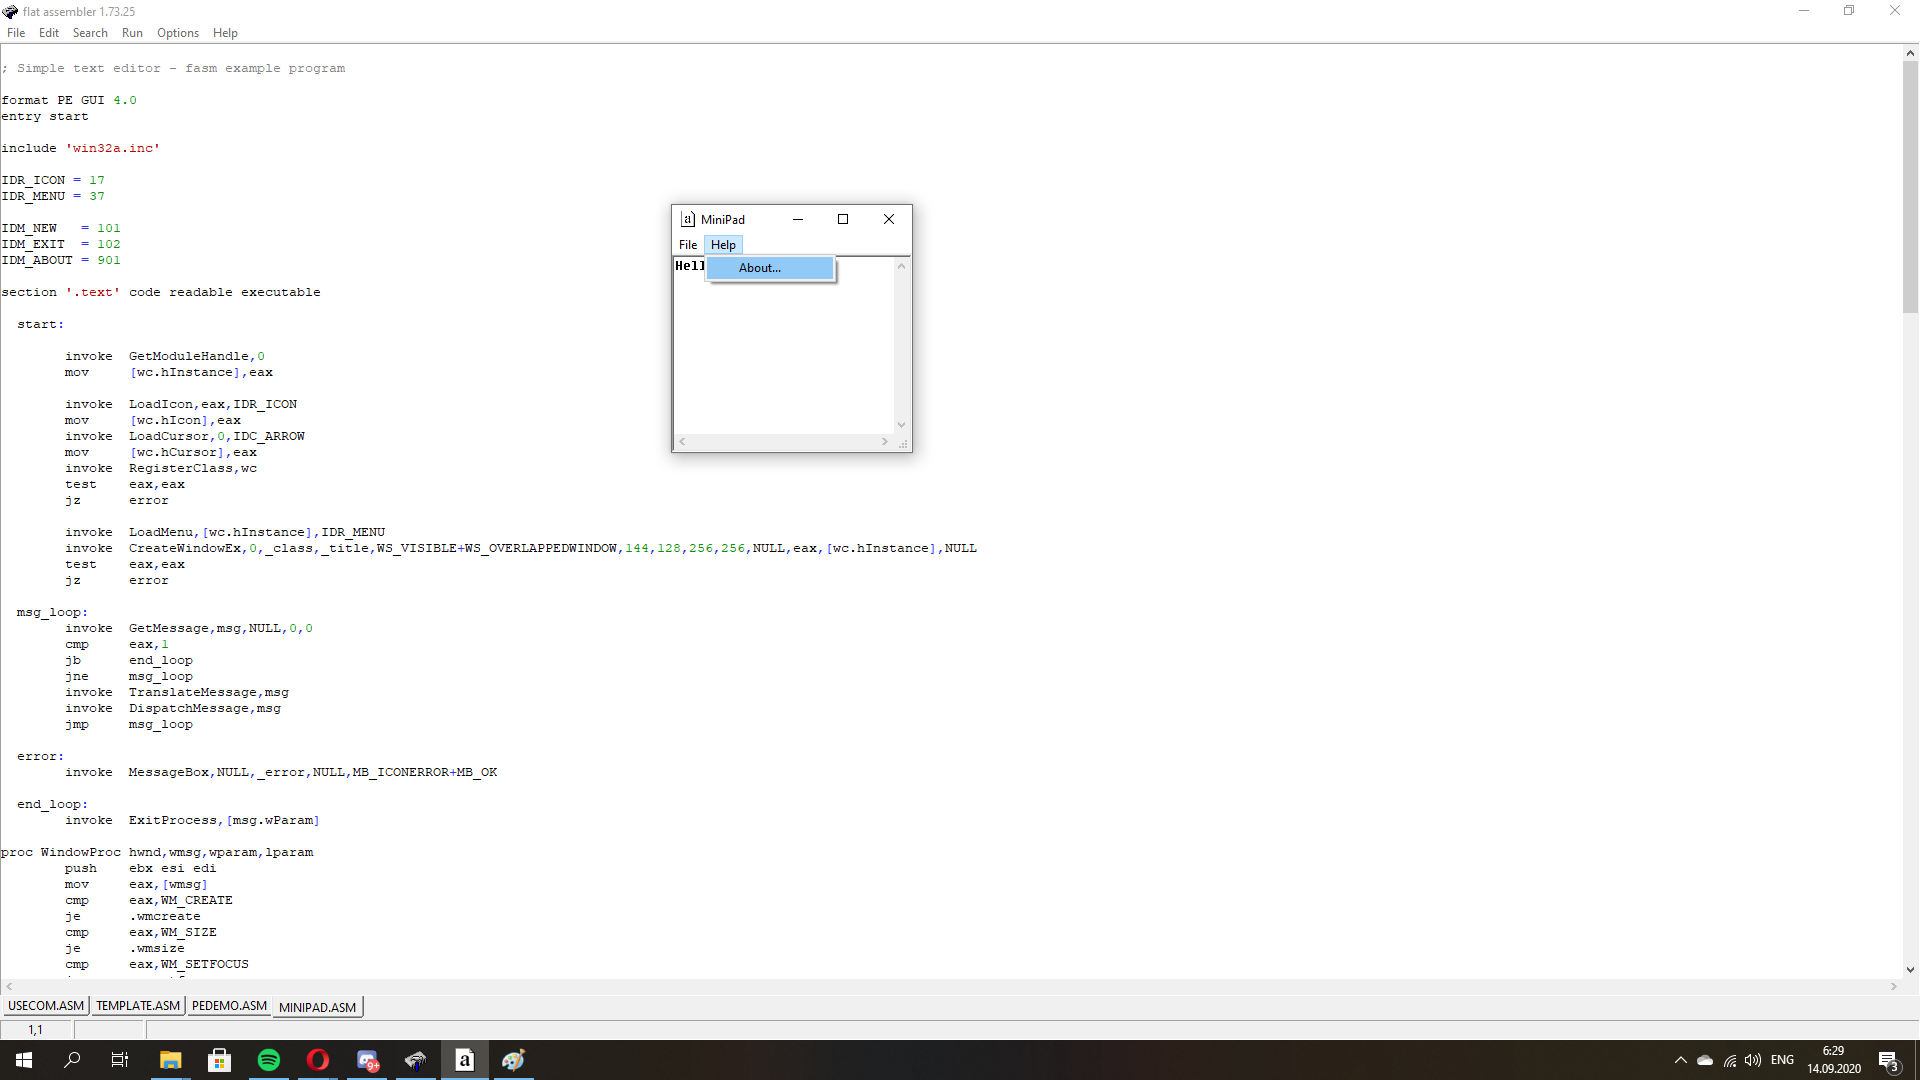 flat assembler 1.73.25
File Edit Search Run Options Help
; Simple text editor - fasm example program
format PE GUI 4.0
entry start
include 'win32a.inc'
IDR_ICON = 17
IDR_MENU = 37
IDM_NEW   = 101
IDM_EXIT  = 102
IDM_ABOUT = 901
section '.text' code readable executable
start:
invoke  GetModuleHandle,0
mov     [wc.hInstance],eax
invoke  LoadIcon,eax,IDR_ICON
mov     [wc.hIcon],eax
invoke  LoadCursor,0,IDC_ARROW
mov     [wc.hCursor],eax
invoke  RegisterClass,wc
test    eax,eax
jz      error
invoke  LoadMenu,[wc.hInstance],IDR_MENU
invoke  CreateWindowEx,0,_class,_title,WS_VISIBLE+WS_OVERLAPPEDWINDOW,144,128,256,256,NULL,eax,[wc.hInstance],NULL
test    eax,eax
jz      error
msg_loop:
invoke  GetMessage,msg,NULL,0,0
cmp     eax,1
jb      end_loop
jne     msg_loop
invoke  TranslateMessage,msg
invoke  DispatchMessage,msg
jmp     msg_loop
error:
invoke  MessageBox,NULL,_error,NULL,MB_ICONERROR+MB_OK
end_loop:
invoke  ExitProcess,[msg.wParam]
proc WindowProc hwnd,wmsg,wparam,lparam
push    ebx esi edi
mov     eax,[wmsg]
cmp     eax,WM_CREATE
je      .wmcreate
cmp     eax,WM_SIZE
je      .wmsize
cmp     eax,WM_SETFOCUS
a MiniPad
File Help
Hell
About...
USECOM.ASM TEMPLATE.ASM PEDEMO.ASM MINIPAD.ASM
1,1
9+
a
ENG
6:29
14.09.2020
3